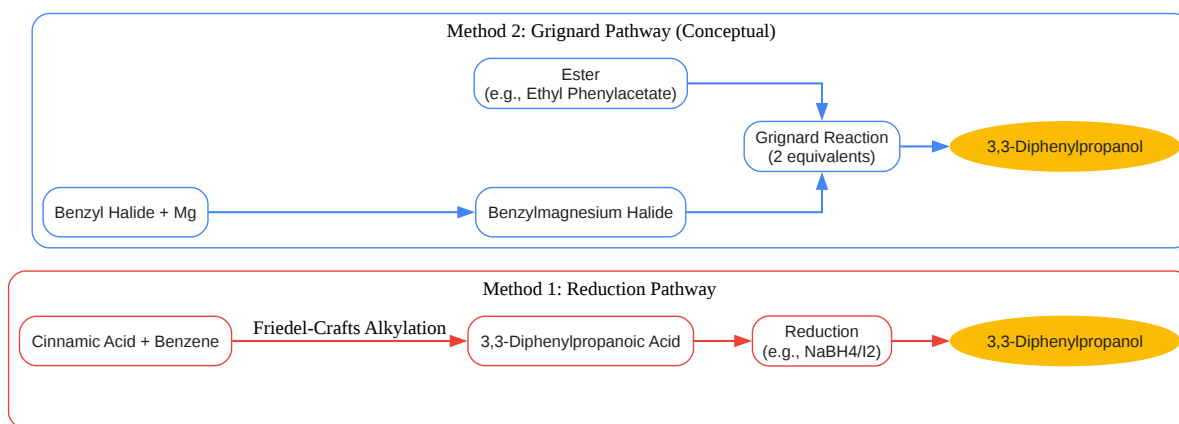 Method 2: Grignard Pathway (Conceptual)
Ester
(e.g., Ethyl Phenylacetate)
Grignard Reaction
(2 equivalents)
3,3-Diphenylpropanol
Benzyl Halide + Mg
Benzylmagnesium Halide
Method 1: Reduction Pathway
Cinnamic Acid + Benzene
Friedel-Crafts Alkylation
3,3-Diphenylpropanoic Acid
Reduction
(e.g., NaBH4/I2)
3,3-Diphenylpropanol